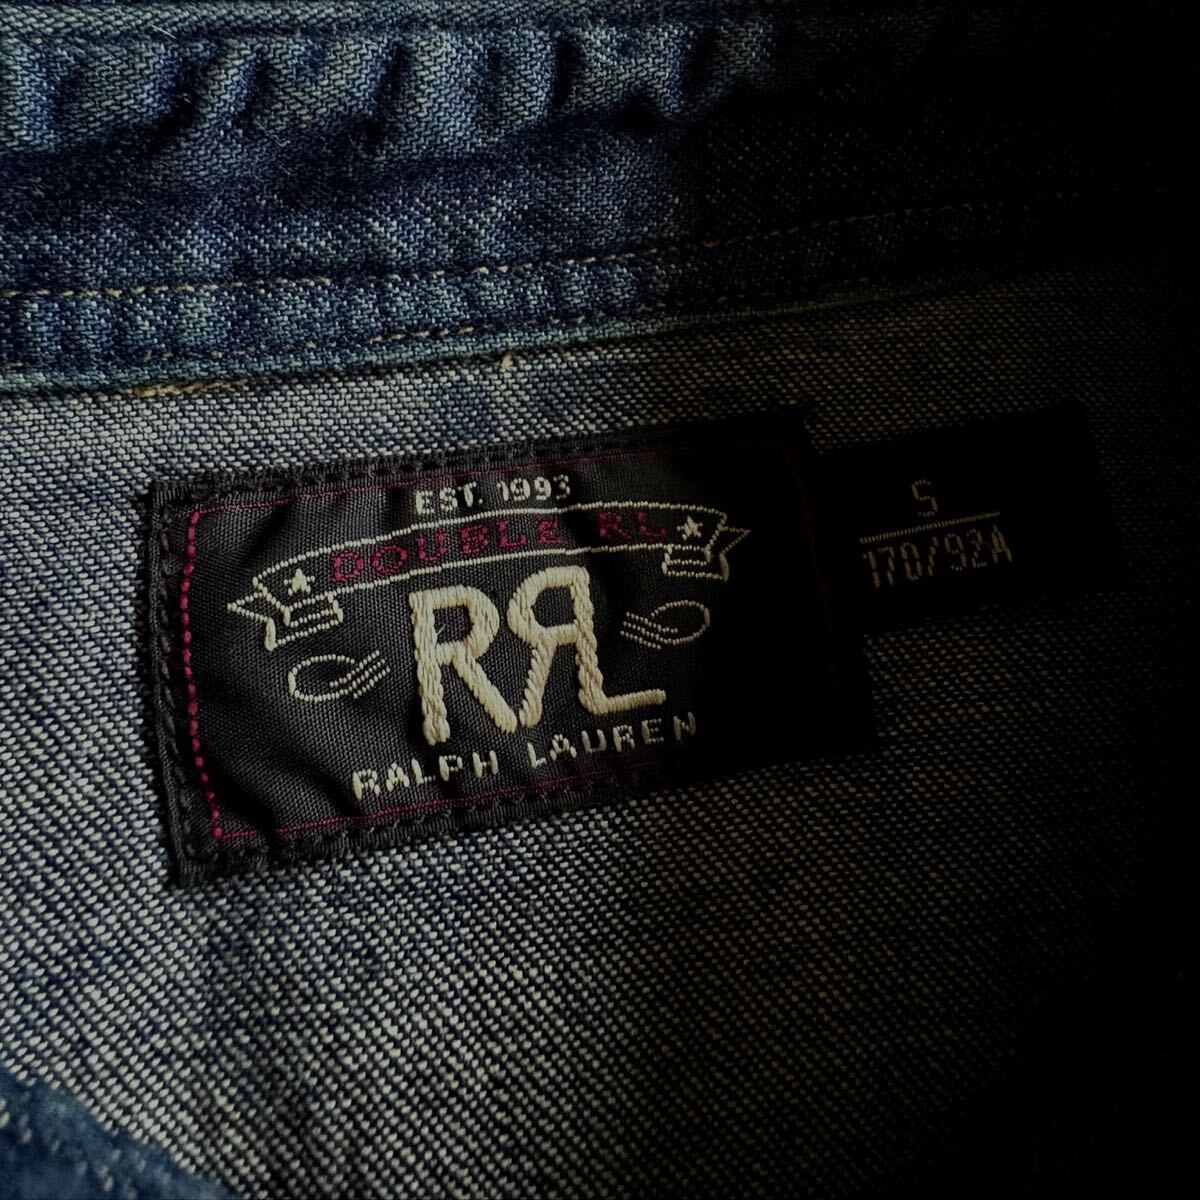 EST. 1993
DOUBLE RL
RRL
RALPH LAUREN
S
170/92A